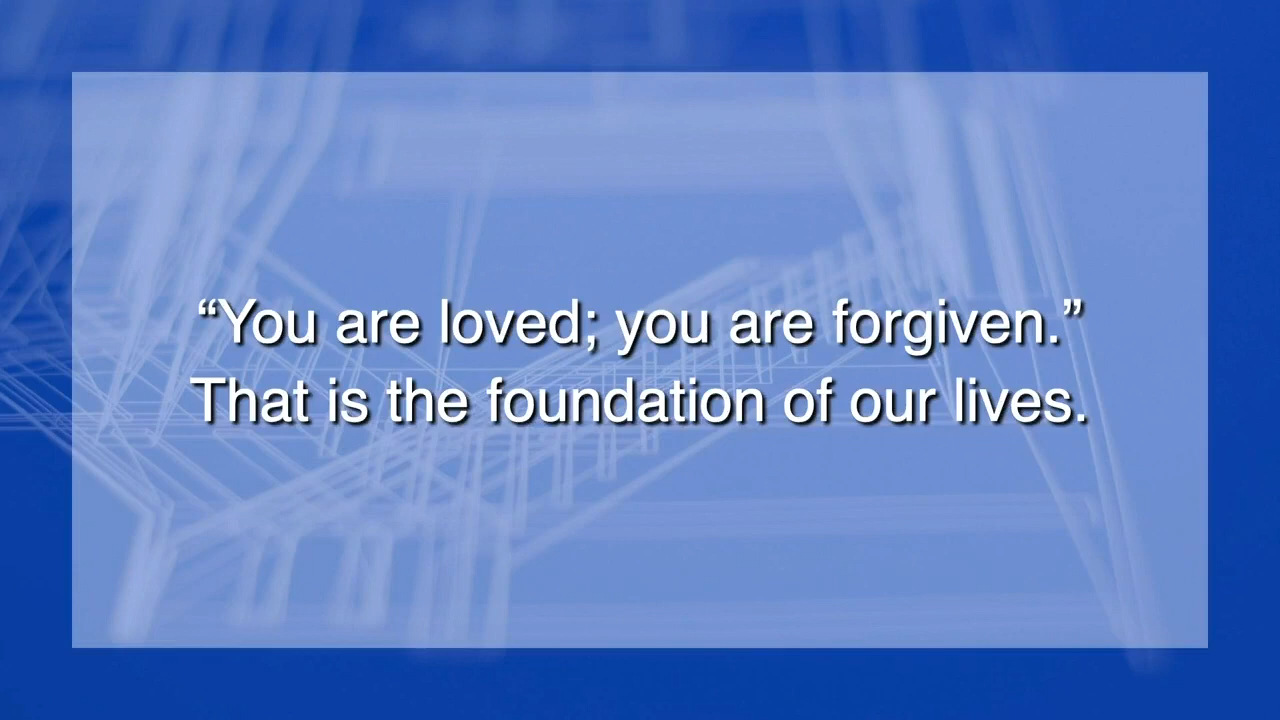 “You are loved; you are forgiven.”
That is the foundation of our lives.